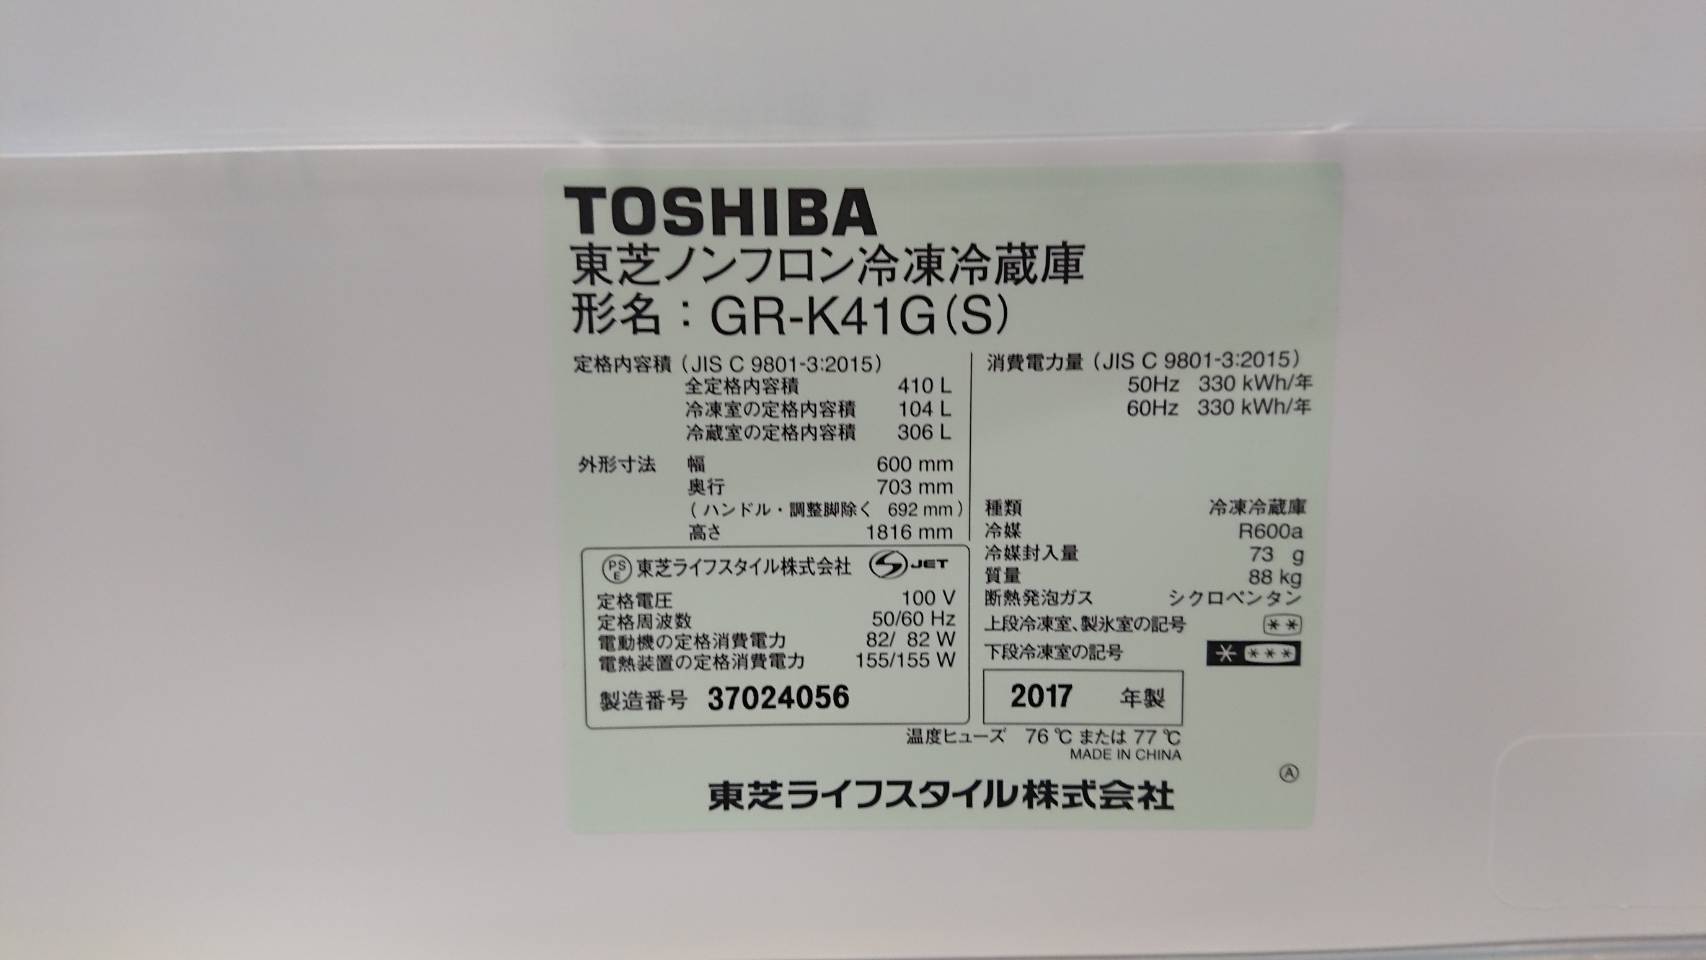 TOSHIBA
東芝ノンフロン冷凍冷蔵庫
形名：GR-K41G(S)
定格内容積（JIS C 9801-3:2015）
全定格内容積 410 L
冷凍室の定格内容積 104 L
冷蔵室の定格内容積 306 L
外形寸法 幅 600 mm
奥行 703 mm
（ハンドル・調整脚除く 692 mm）
高さ 1816 mm
PSE 東芝ライフスタイル株式会社 JET
定格電圧 100 V
定格周波数 50/60 Hz
電動機の定格消費電力 82/ 82 W
電熱装置の定格消費電力 155/155 W
製造番号 37024056
消費電力量（JIS C 9801-3:2015）
50Hz 330 kWh/年
60Hz 330 kWh/年
種類 冷凍冷蔵庫
冷媒 R600a
冷媒封入量 73 g
質量 88 kg
断熱発泡ガス シクロペンタン
上段冷凍室、製氷室の記号 **
下段冷凍室の記号 * ***
2017 年製
温度ヒューズ 76 ℃ または 77 ℃
MADE IN CHINA
Ⓐ
東芝ライフスタイル株式会社